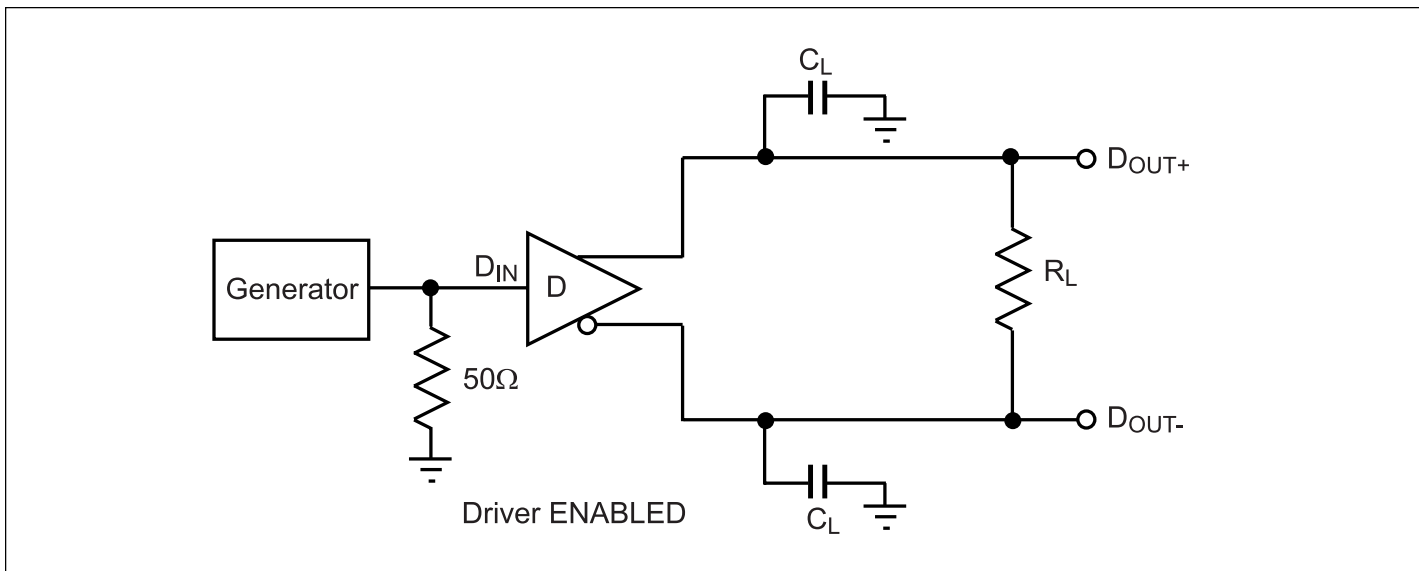 C_L
D_OUT+
Generator
D_IN
D
R_L
50Ω
D_OUT-
C_L
Driver ENABLED